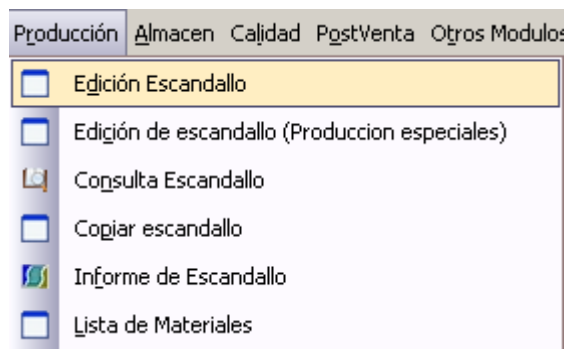 Producción Almacen Calidad PostVenta Otros Modulos
Edición Escandallo
Edición de escandallo (Produccion especiales)
Consulta Escandallo
Copiar escandallo
Informe de Escandallo
Lista de Materiales